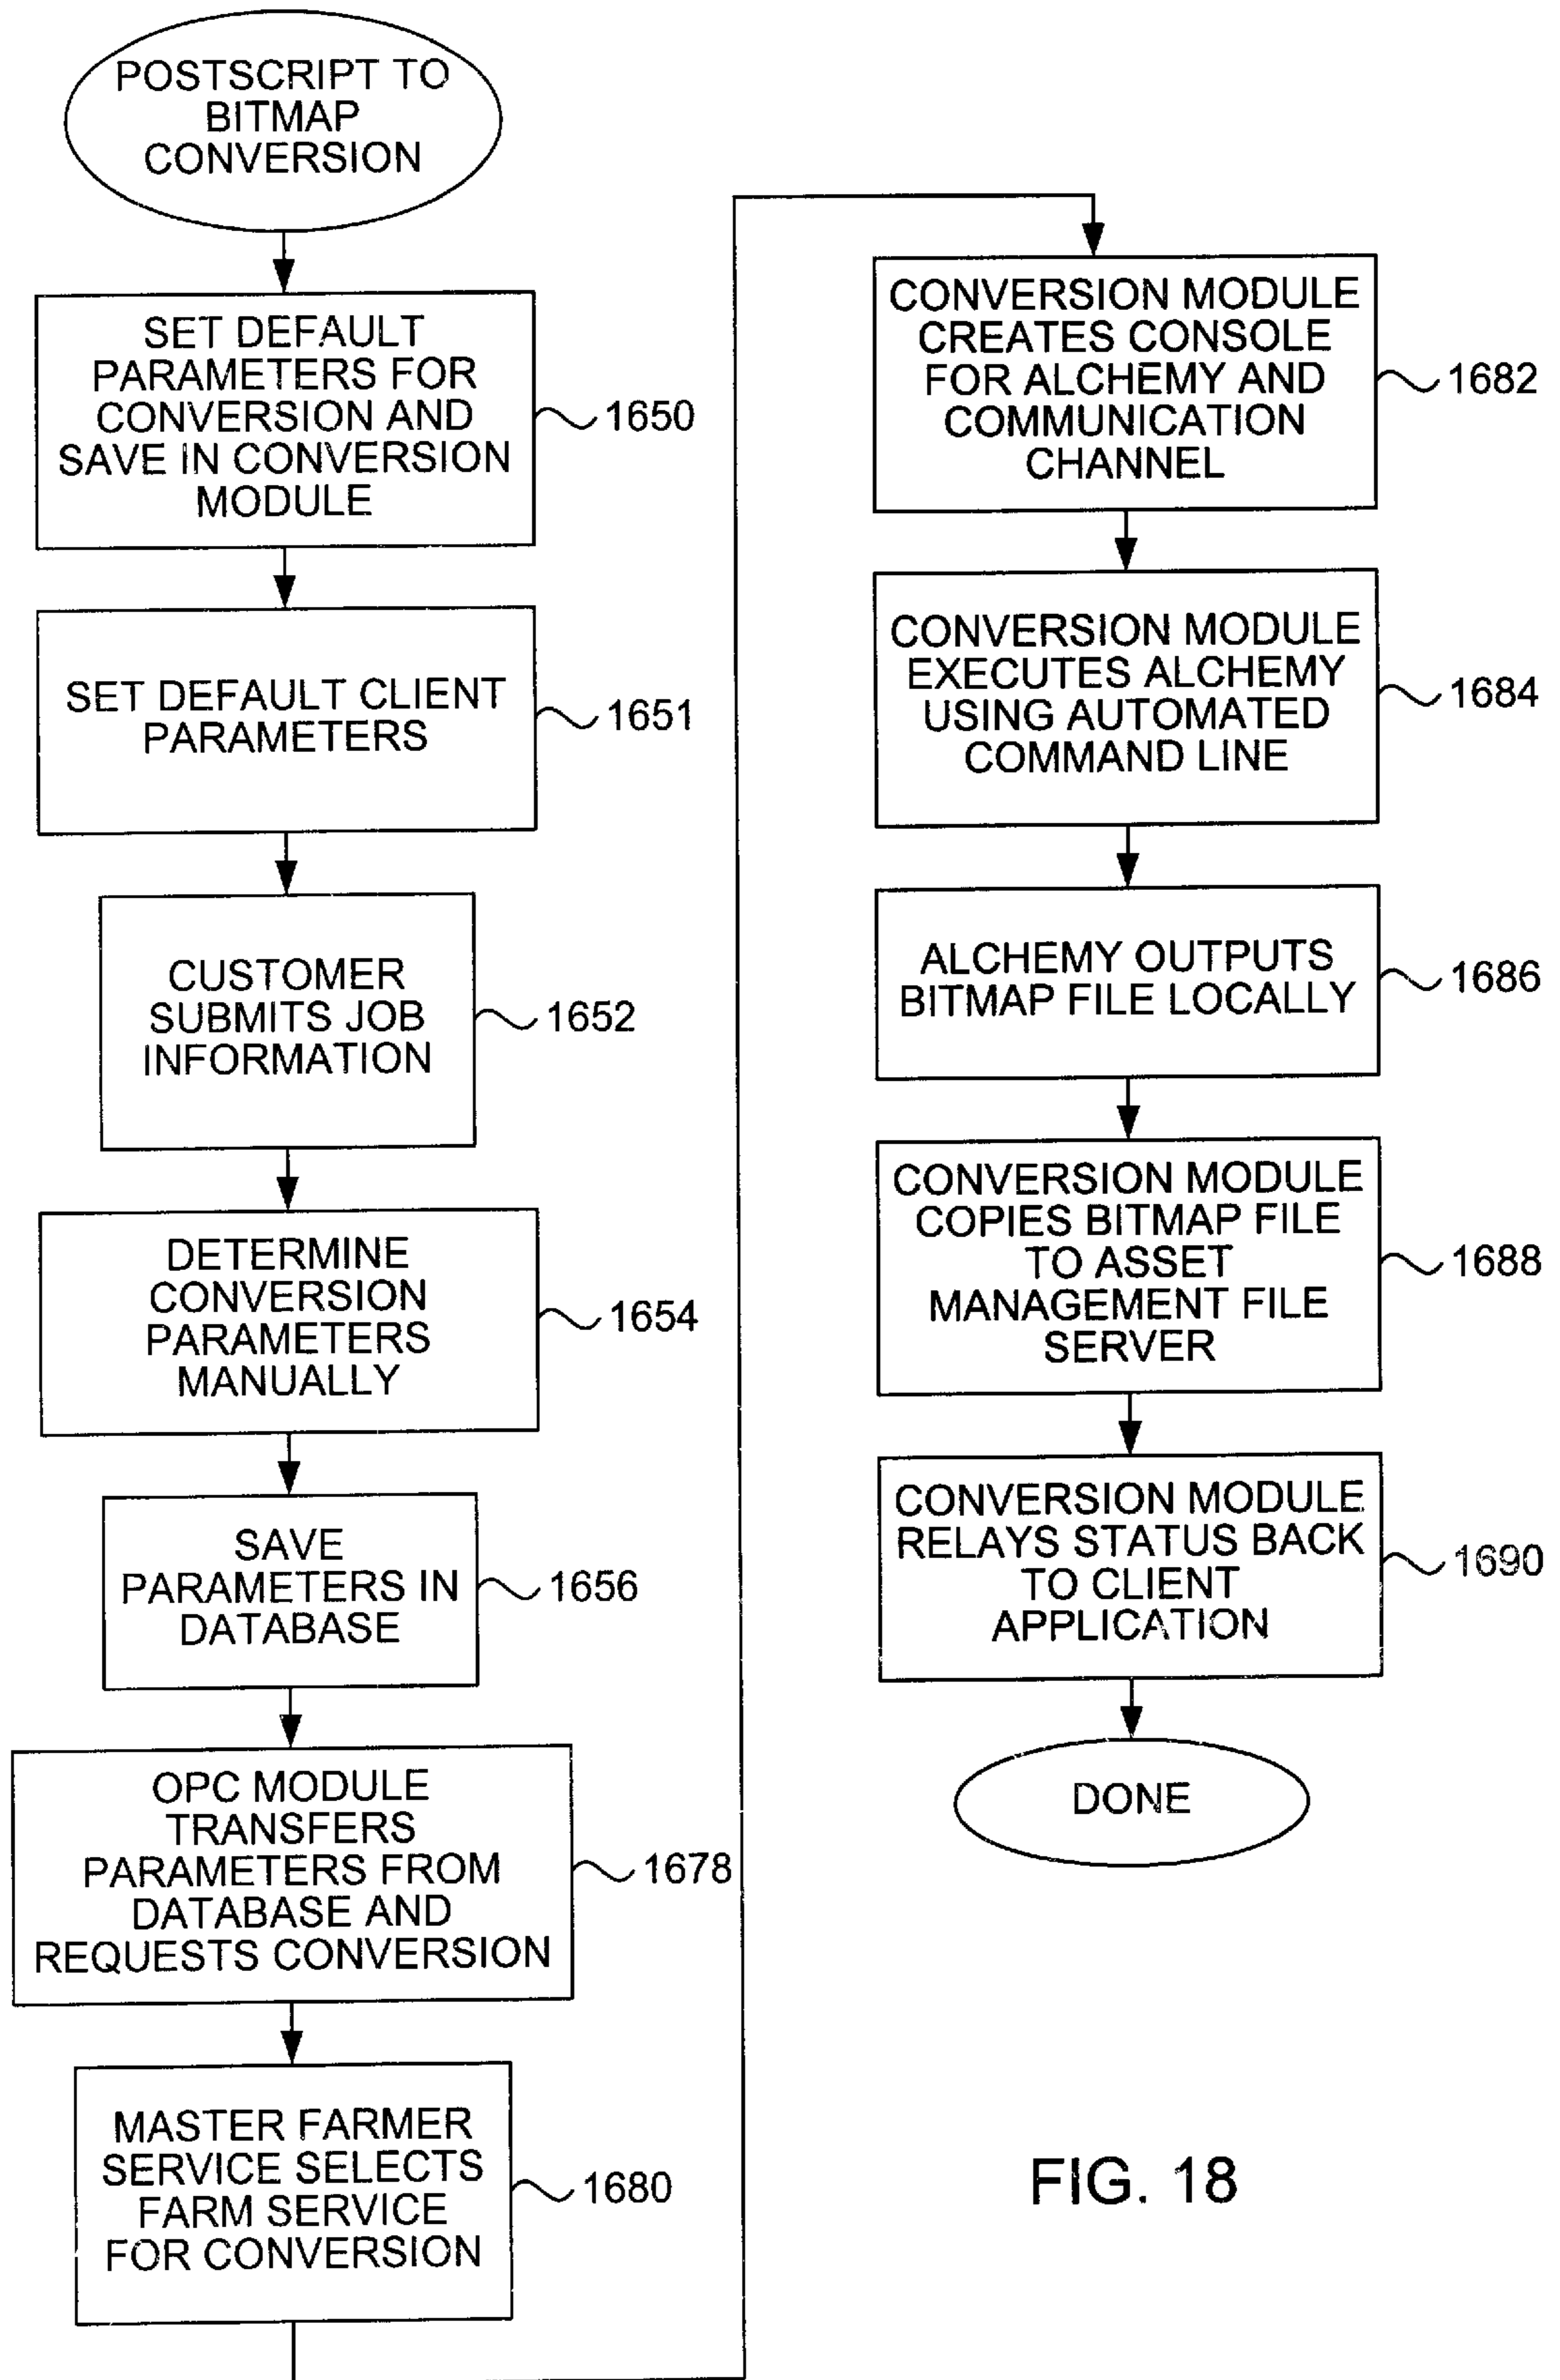 POSTSCRIPT TO
BITMAP
CONVERSION
SET DEFAULT
PARAMETERS FOR
CONVERSION AND
SAVE IN CONVERSION
MODULE
1650
SET DEFAULT CLIENT
PARAMETERS
1651
CUSTOMER
SUBMITS JOB
INFORMATION
1652
DETERMINE
CONVERSION
PARAMETERS
MANUALLY
1654
SAVE
PARAMETERS IN
DATABASE
1656
OPC MODULE
TRANSFERS
PARAMETERS FROM
DATABASE AND
REQUESTS CONVERSION
1678
MASTER FARMER
SERVICE SELECTS
FARM SERVICE
FOR CONVERSION
1680
CONVERSION MODULE
CREATES CONSOLE
FOR ALCHEMY AND
COMMUNICATION
CHANNEL
1682
CONVERSION MODULE
EXECUTES ALCHEMY
USING AUTOMATED
COMMAND LINE
1684
ALCHEMY OUTPUTS
BITMAP FILE LOCALLY
1686
CONVERSION MODULE
COPIES BITMAP FILE
TO ASSET
MANAGEMENT FILE
SERVER
1688
CONVERSION MODULE
RELAYS STATUS BACK
TO CLIENT
APPLICATION
1690
DONE
FIG. 18